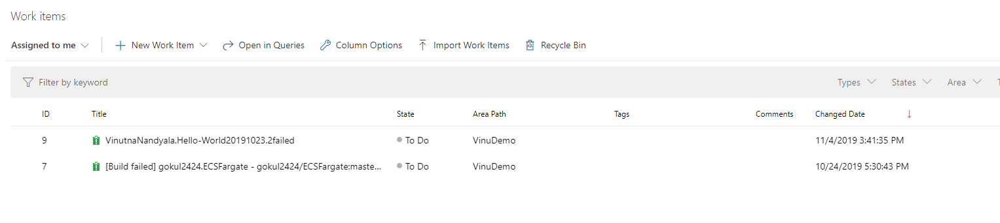 Work items
Assigned to me New Work Item Open in Queries Column Options Import Work Items Recycle Bin
Filter by keyword Types States Area
ID Title State Area Path Tags Comments Changed Date
9 VinutnaNandyala.Hello-World20191023.2failed To Do VinuDemo 11/4/2019 3:41:35 PM
7 [Build failed] gokul2424.ECSFargate - gokul2424/ECSFargate:maste... To Do VinuDemo 10/24/2019 5:30:43 PM